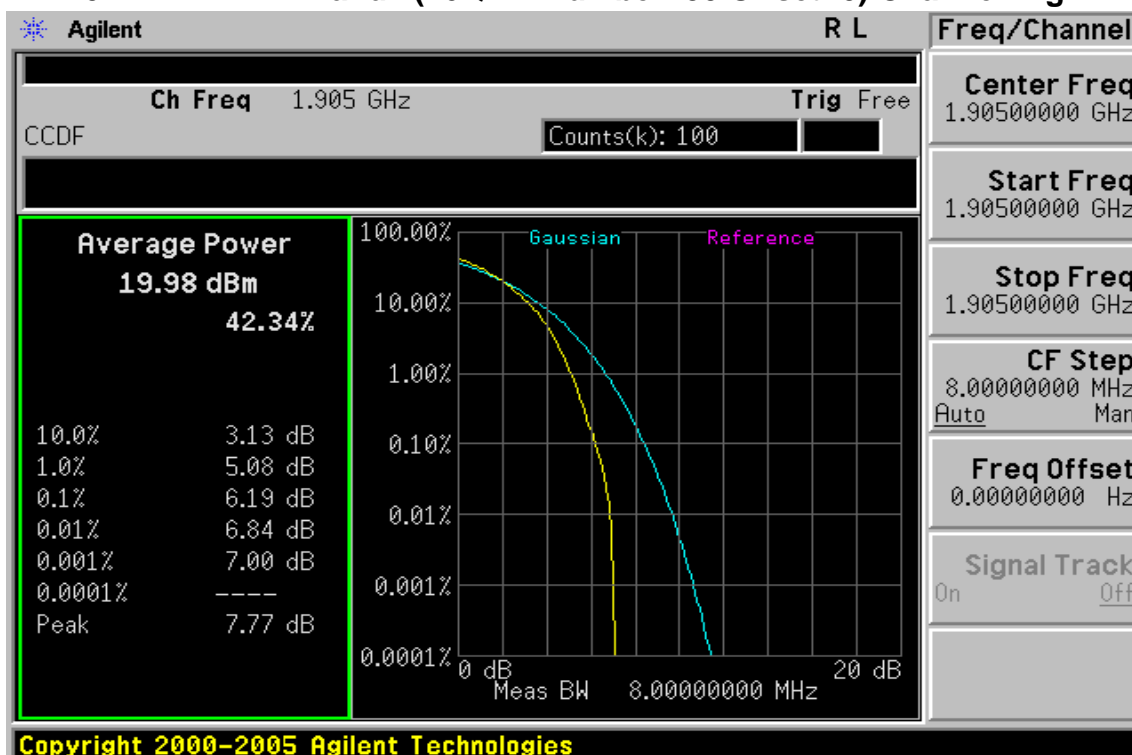 Agilent R L Freq/Channel
Ch Freq 1.905 GHz Trig Free
CCDF Counts(k): 100
Center Freq
1.90500000 GHz
Start Freq
1.90500000 GHz
Stop Freq
1.90500000 GHz
CF Step
8.00000000 MHz
Auto Man
Freq Offset
0.00000000 Hz
Signal Track
On Off
Average Power
19.98 dBm
42.34%
10.0% 3.13 dB
1.0% 5.08 dB
0.1% 6.19 dB
0.01% 6.84 dB
0.001% 7.00 dB
0.0001% ----
Peak 7.77 dB
Gaussian Reference
100.00%
10.00%
1.00%
0.10%
0.01%
0.001%
0.0001%
0 dB 20 dB
Meas BW 8.00000000 MHz
Copyright 2000-2005 Agilent Technologies